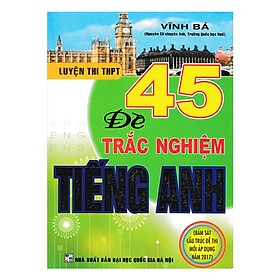 VĨNH BÁ
(Nguyên GV chuyên Anh, Trường Quốc học Huế)
LUYỆN THI THPT
45
Đề
TRẮC NGHIỆM
TIẾNG ANH
(BÁM SÁT
CẤU TRÚC ĐỀ THI
MỚI ÁP DỤNG
NĂM 2017)
NHÀ XUẤT BẢN ĐẠI HỌC QUỐC GIA HÀ NỘI